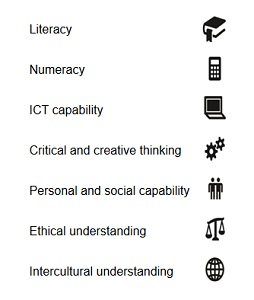 Literacy
Numeracy
ICT capability
Critical and creative thinking
Personal and social capability
Ethical understanding
Intercultural understanding